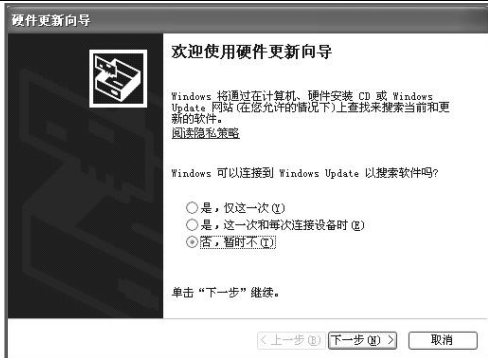 硬件更新向导
欢迎使用硬件更新向导
Windows 将通过在计算机、硬件安装 CD 或 Windows
Update 网站(在您允许的情况下)上查找来搜索当前和更
新的软件。
阅读隐私策略
Windows 可以连接到 Windows Update 以搜索软件吗?
是，仅这一次(Y)
是，这一次和每次连接设备时(E)
否，暂时不(T)
单击“下一步”继续。
< 上一步(B) 下一步(N) > 取消